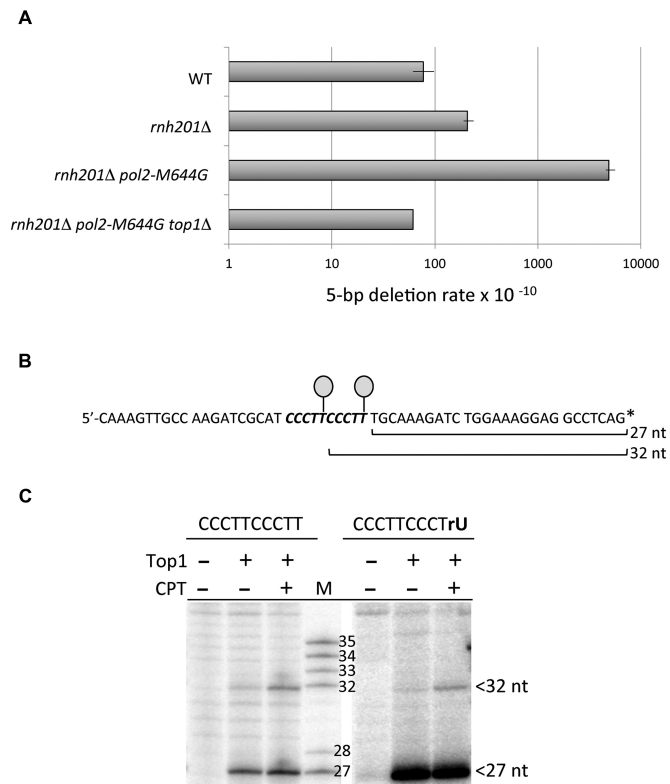 A
WT
rnh201Δ
rnh201Δ pol2-M644G
rnh201Δ pol2-M644G top1Δ
1 10 100 1000 10000
5-bp deletion rate x 10 -10
B
5'-CAAAGTTGCC AAGATCGCAT CCCTTCCCTT TGCAAAGATC TGGAAAGGAG GCCTCAG*
27 nt
32 nt
C
CCCTTCCCTT CCCTTCCCTrU
Top1 – + + – + +
CPT – – + M – – +
35
34
33
32 <32 nt
28
27 <27 nt